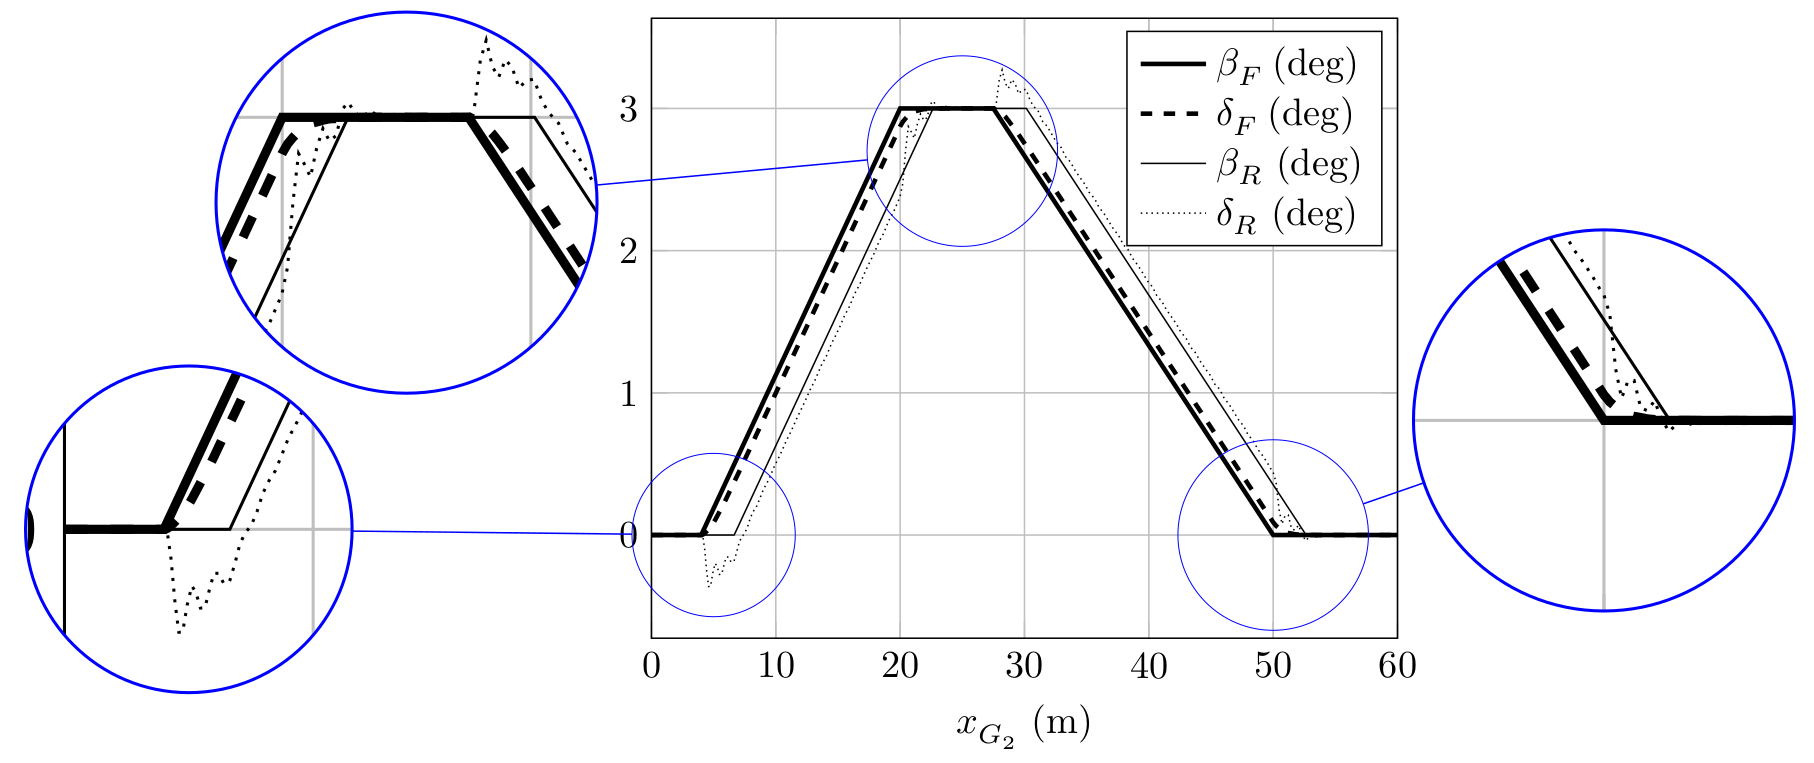 β_F (deg)
δ_F (deg)
β_R (deg)
δ_R (deg)
3
2
1
0
0 10 20 30 40 50 60
x_{G_2} (m)